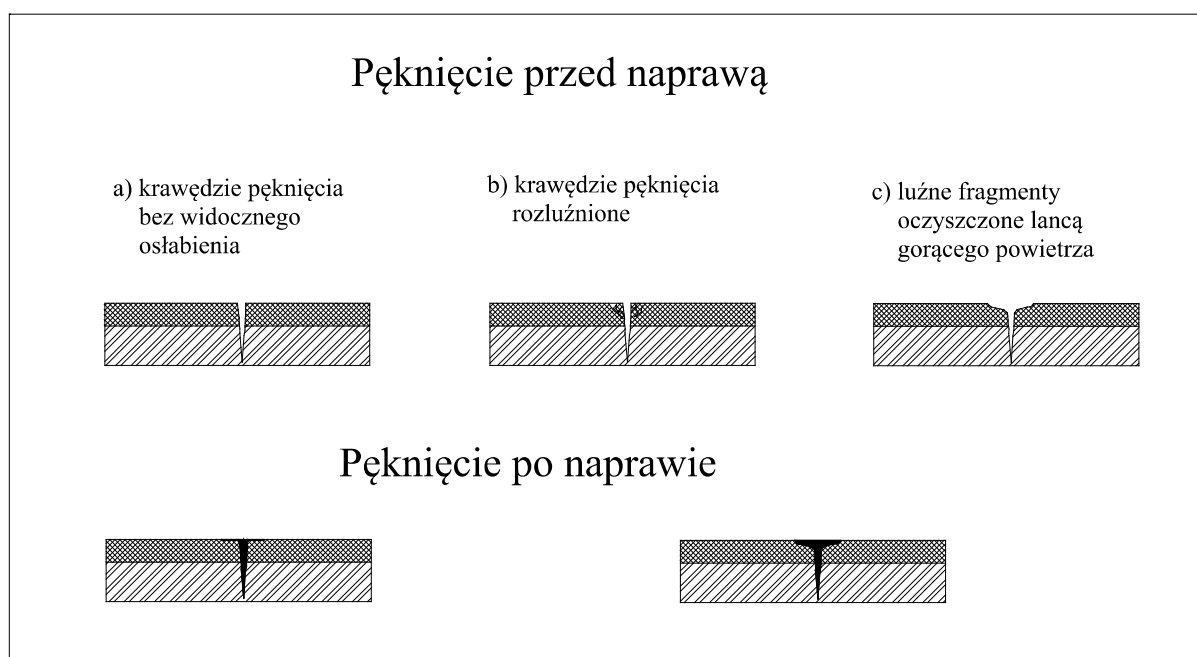 Pęknięcie przed naprawą
a) krawędzie pęknięcia
bez widocznego
osłabienia
b) krawędzie pęknięcia
rozluźnione
c) luźne fragmenty
oczyszczone lancą
gorącego powietrza
Pęknięcie po naprawie